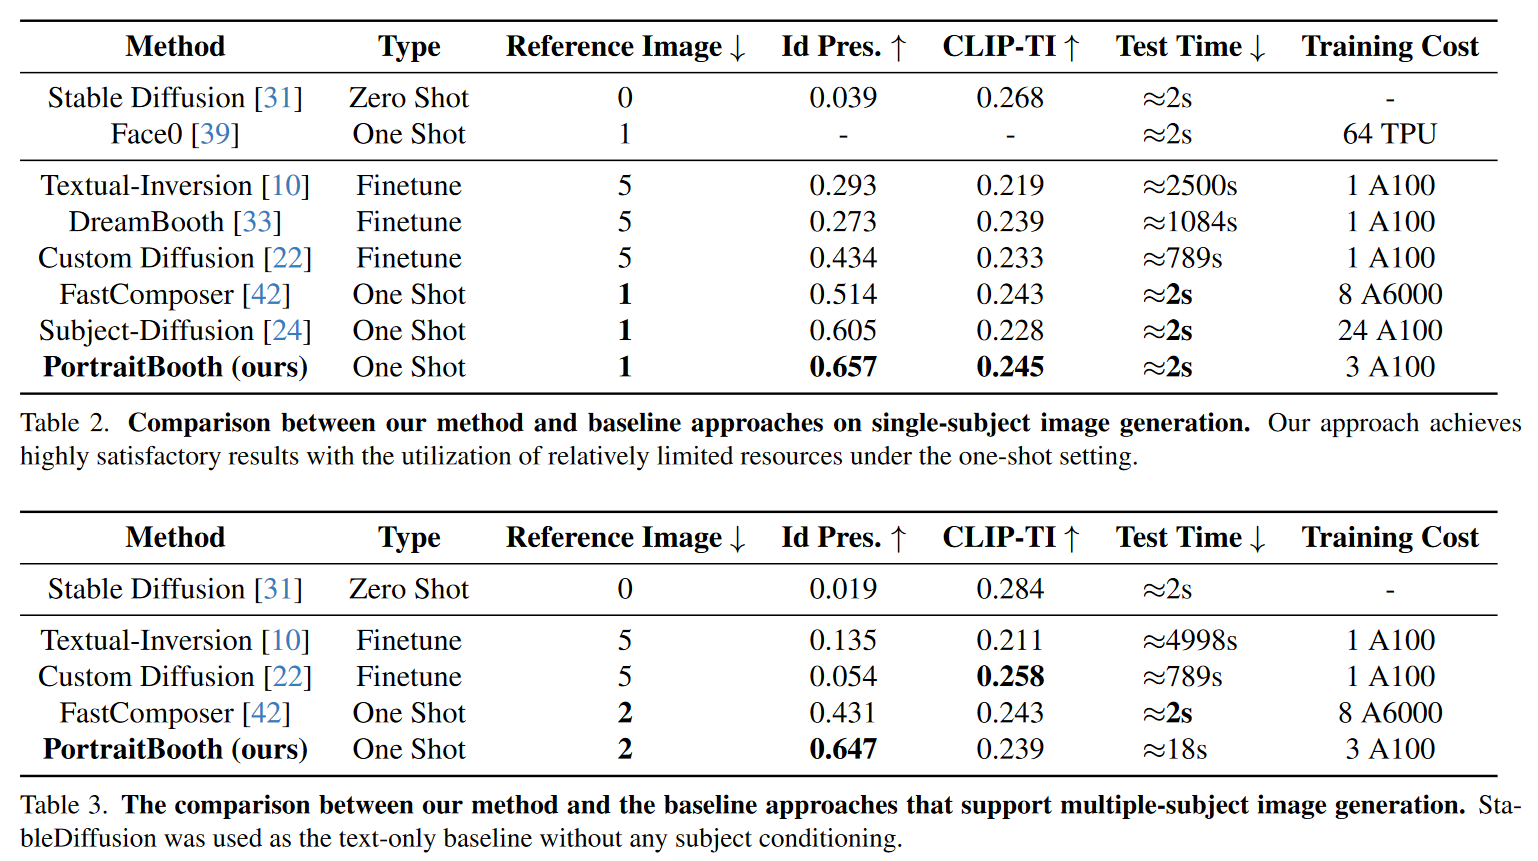 Method Type Reference Image ↓ Id Pres. ↑ CLIP-TI ↑ Test Time ↓ Training Cost
Stable Diffusion [31] Zero Shot 0 0.039 0.268 ≈2s -
Face0 [39] One Shot 1 - - ≈2s 64 TPU
Textual-Inversion [10] Finetune 5 0.293 0.219 ≈2500s 1 A100
DreamBooth [33] Finetune 5 0.273 0.239 ≈1084s 1 A100
Custom Diffusion [22] Finetune 5 0.434 0.233 ≈789s 1 A100
FastComposer [42] One Shot 1 0.514 0.243 ≈2s 8 A6000
Subject-Diffusion [24] One Shot 1 0.605 0.228 ≈2s 24 A100
PortraitBooth (ours) One Shot 1 0.657 0.245 ≈2s 3 A100
Table 2. Comparison between our method and baseline approaches on single-subject image generation. Our approach achieves
highly satisfactory results with the utilization of relatively limited resources under the one-shot setting.
Method Type Reference Image ↓ Id Pres. ↑ CLIP-TI ↑ Test Time ↓ Training Cost
Stable Diffusion [31] Zero Shot 0 0.019 0.284 ≈2s -
Textual-Inversion [10] Finetune 5 0.135 0.211 ≈4998s 1 A100
Custom Diffusion [22] Finetune 5 0.054 0.258 ≈789s 1 A100
FastComposer [42] One Shot 2 0.431 0.243 ≈2s 8 A6000
PortraitBooth (ours) One Shot 2 0.647 0.239 ≈18s 3 A100
Table 3. The comparison between our method and the baseline approaches that support multiple-subject image generation. Sta-
bleDiffusion was used as the text-only baseline without any subject conditioning.